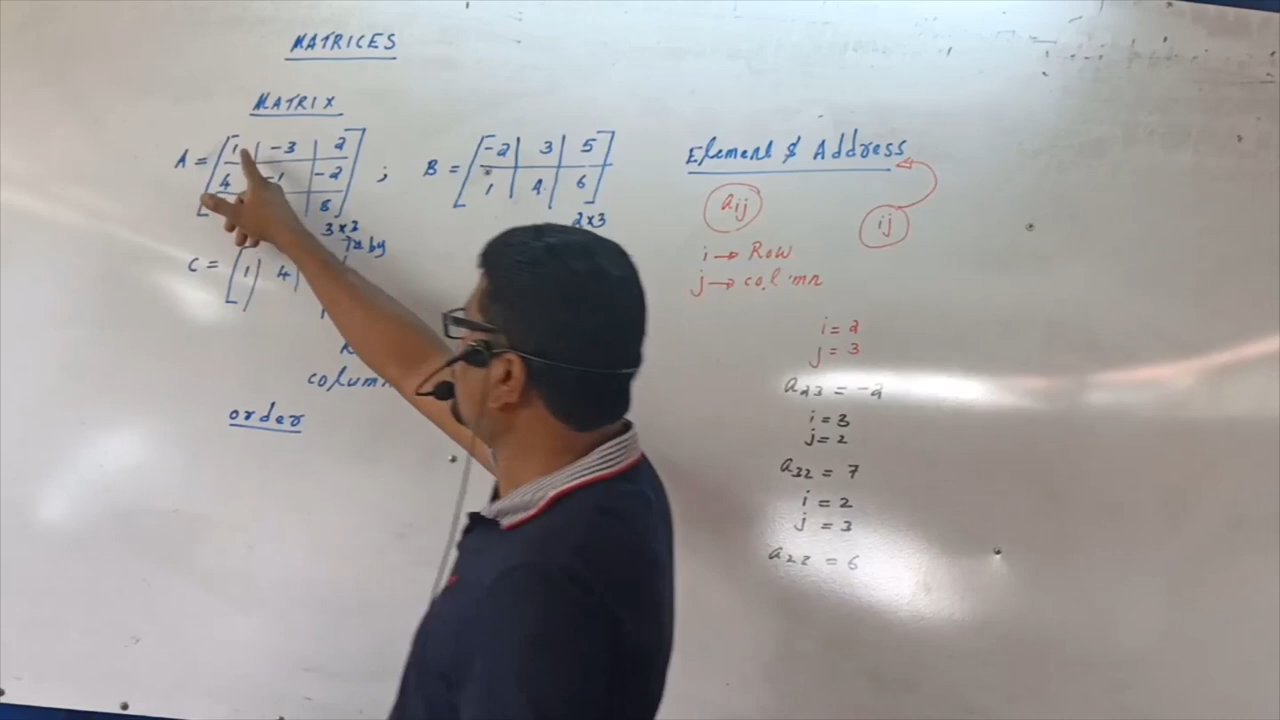 MATRICES
MATRIX
A = [ 1 | -3 | 2 ] ; B = [ -2 | 3 | 5 ]
4 -1 | -2 1 | 4 | 6
8
3 x 3 2 x 3
by
C = [ 1 | 4 |
column
order
Element & Address
aij ij
i → Row
j → column
i = 2
j = 3
a23 = -2
i = 3
j = 2
a32 = 7
i = 2
j = 3
a22 = 6